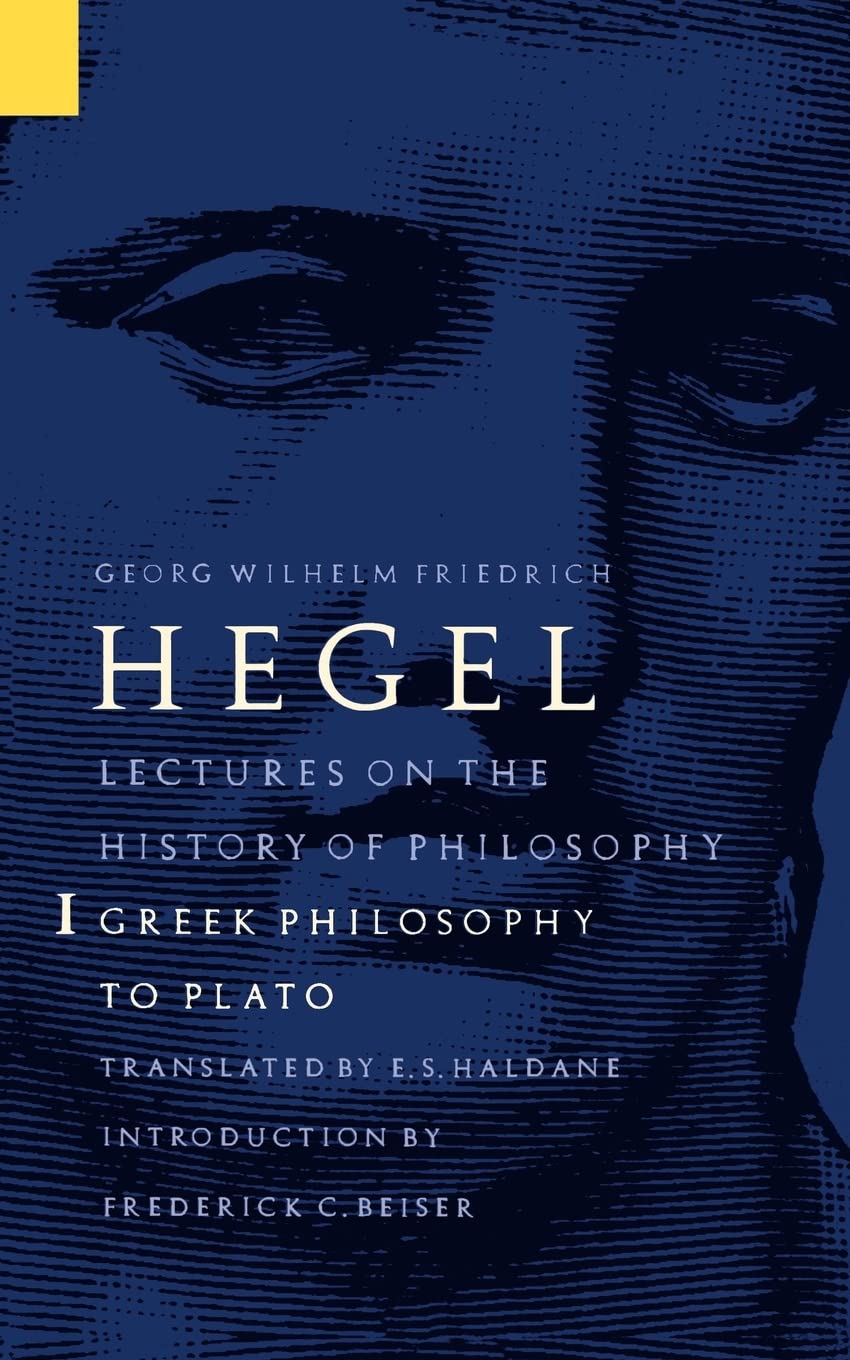 GEORG WILHELM FRIEDRICH
HEGEL
LECTURES ON THE
HISTORY OF PHILOSOPHY
I GREEK PHILOSOPHY
TO PLATO
TRANSLATED BY E.S. HALDANE
INTRODUCTION BY
FREDERICK C. BEISER